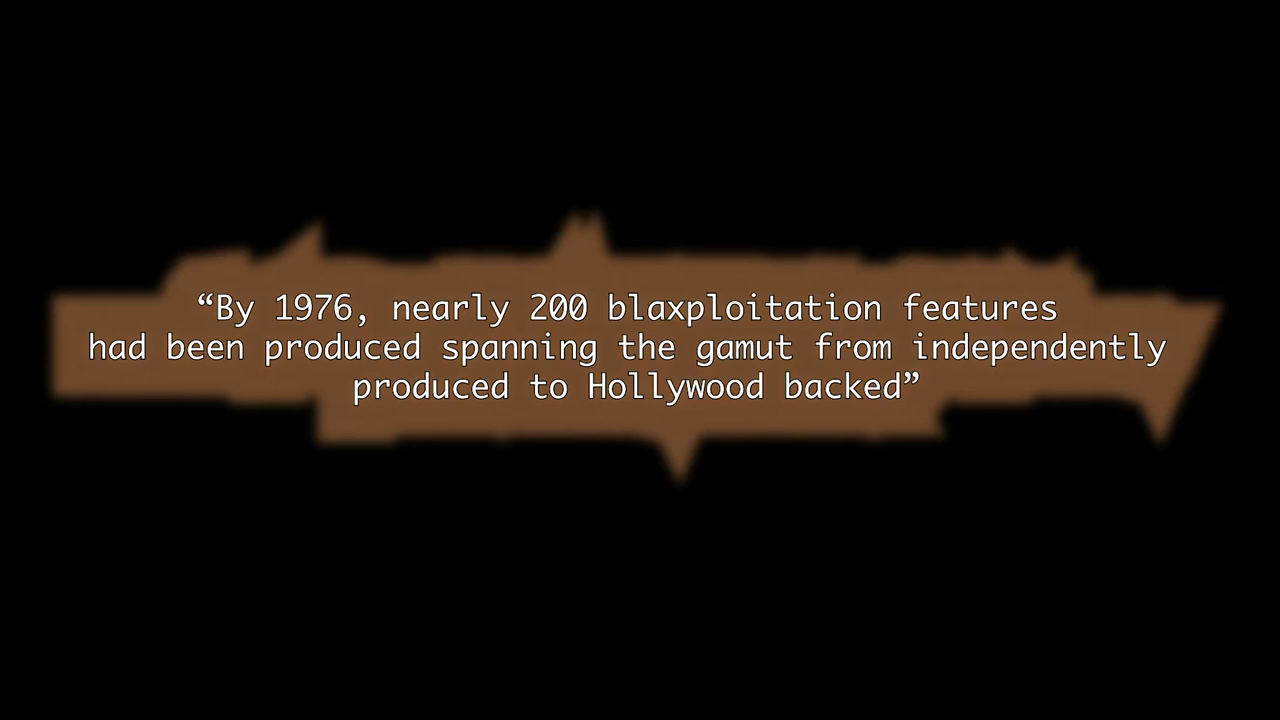 “By 1976, nearly 200 blaxploitation features
had been produced spanning the gamut from independently
produced to Hollywood backed”